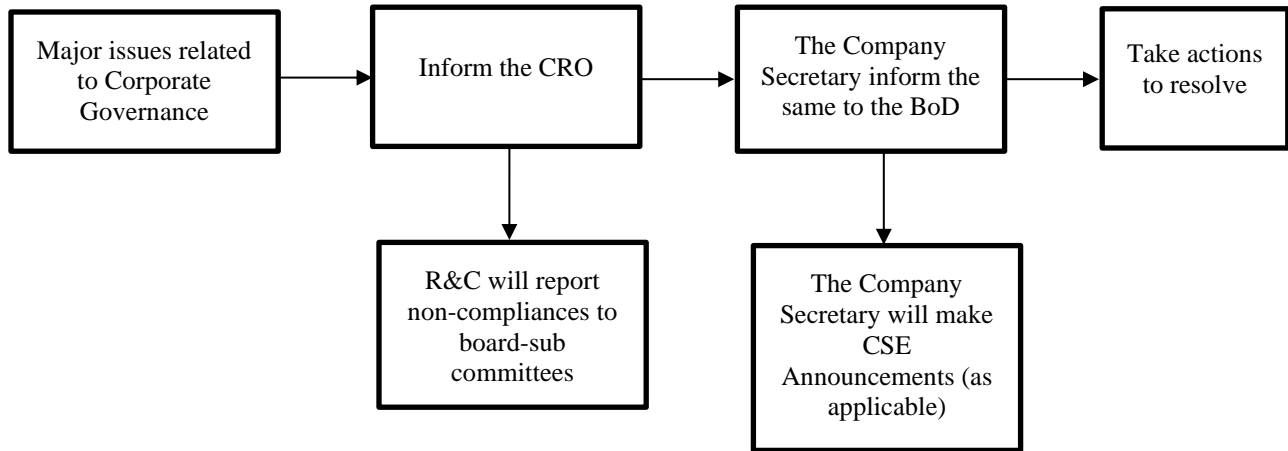 Major issues related
to Corporate
Governance
Inform the CRO
The Company
Secretary inform the
same to the BoD
Take actions
to resolve
R&C will report
non-compliances to
board-sub
committees
The Company
Secretary will make
CSE
Announcements (as
applicable)